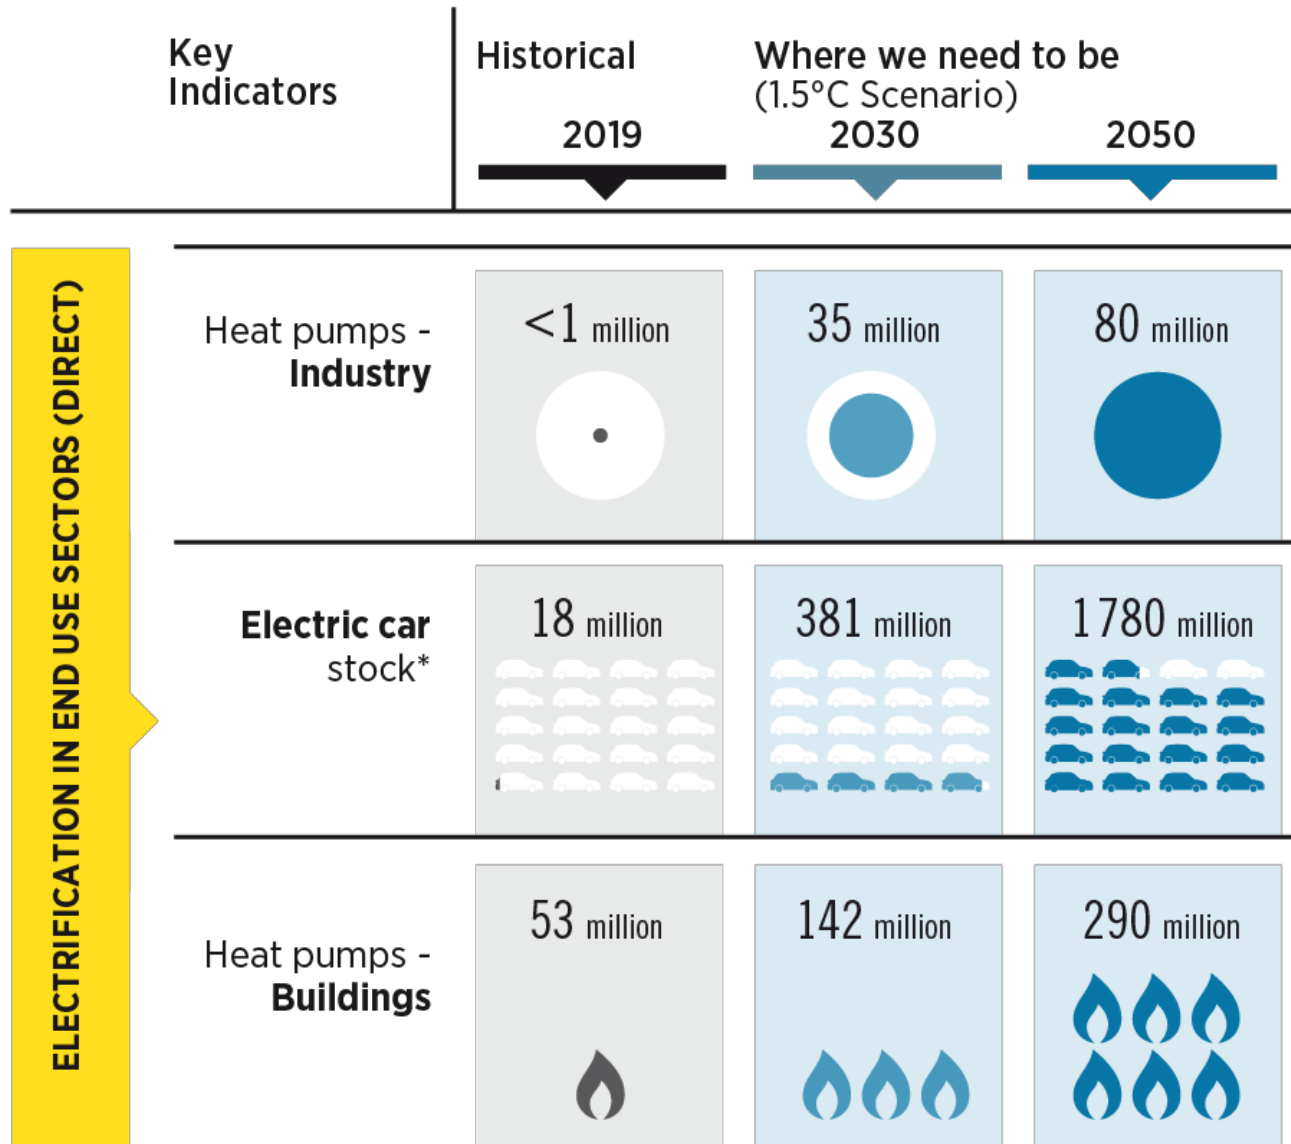 Key
Indicators
Historical
Where we need to be
(1.5°C Scenario)
2019
2030
2050
ELECTRIFICATION IN END USE SECTORS (DIRECT)
Heat pumps -
Industry
<1 million
35 million
80 million
Electric car
stock*
18 million
381 million
1780 million
Heat pumps -
Buildings
53 million
142 million
290 million